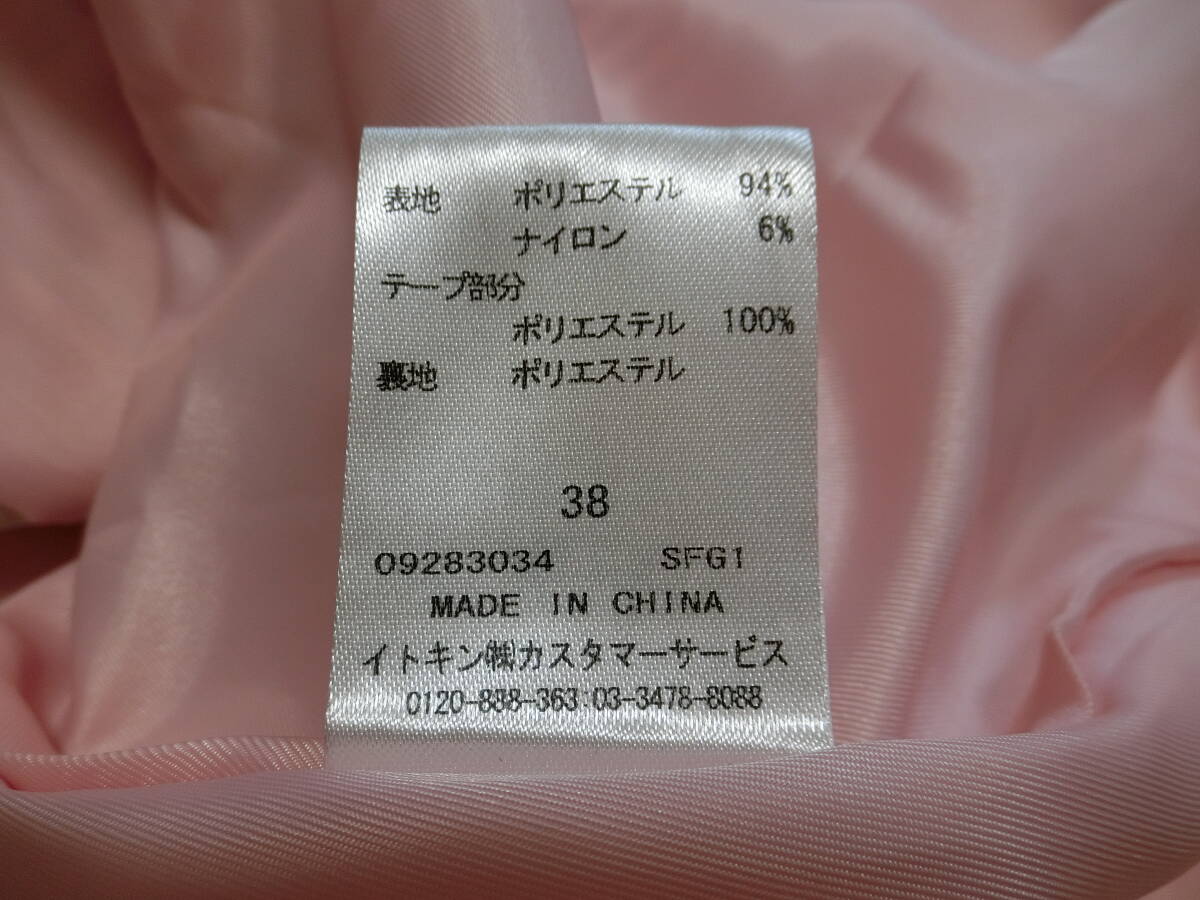 表地 ポリエステル 94%
ナイロン 6%
テープ部分
ポリエステル 100%
裏地 ポリエステル
38
09283034 SFG1
MADE IN CHINA
イトキン㈱カスタマーサービス
0120-888-363:03-3478-8088